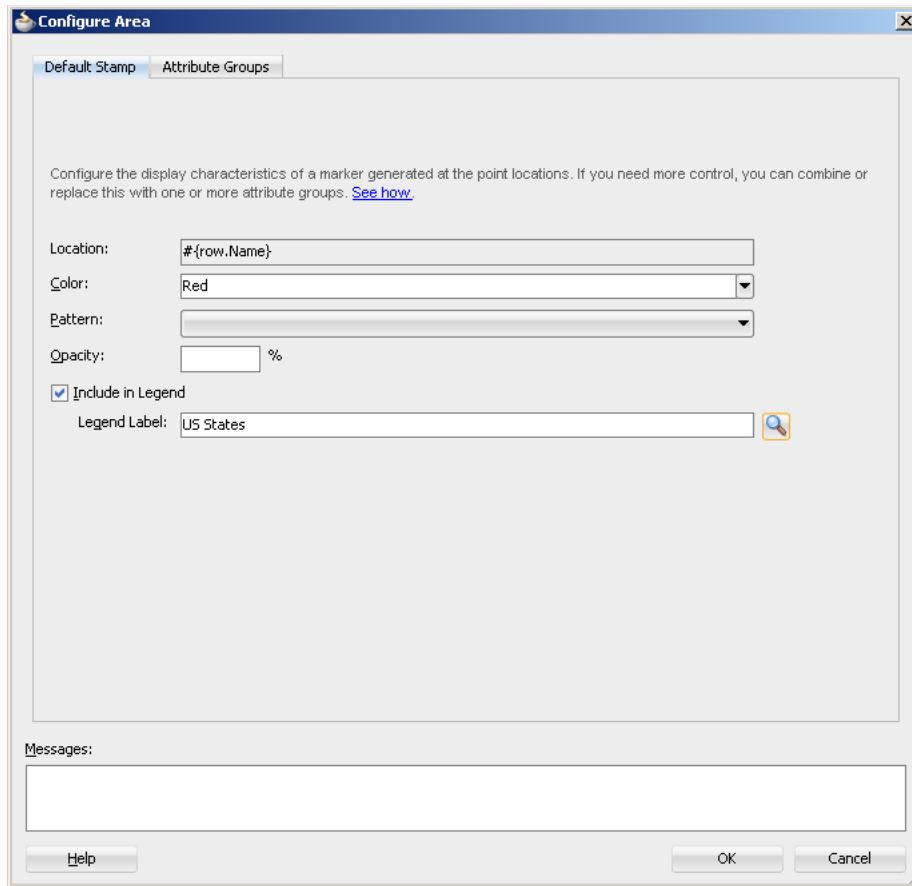 Configure Area
Default Stamp Attribute Groups
Configure the display characteristics of a marker generated at the point locations. If you need more control, you can combine or
replace this with one or more attribute groups. See how.
Location: #{row.Name}
Color: Red
Pattern:
Opacity: %
Include in Legend
Legend Label: US States
Messages:
Help OK Cancel